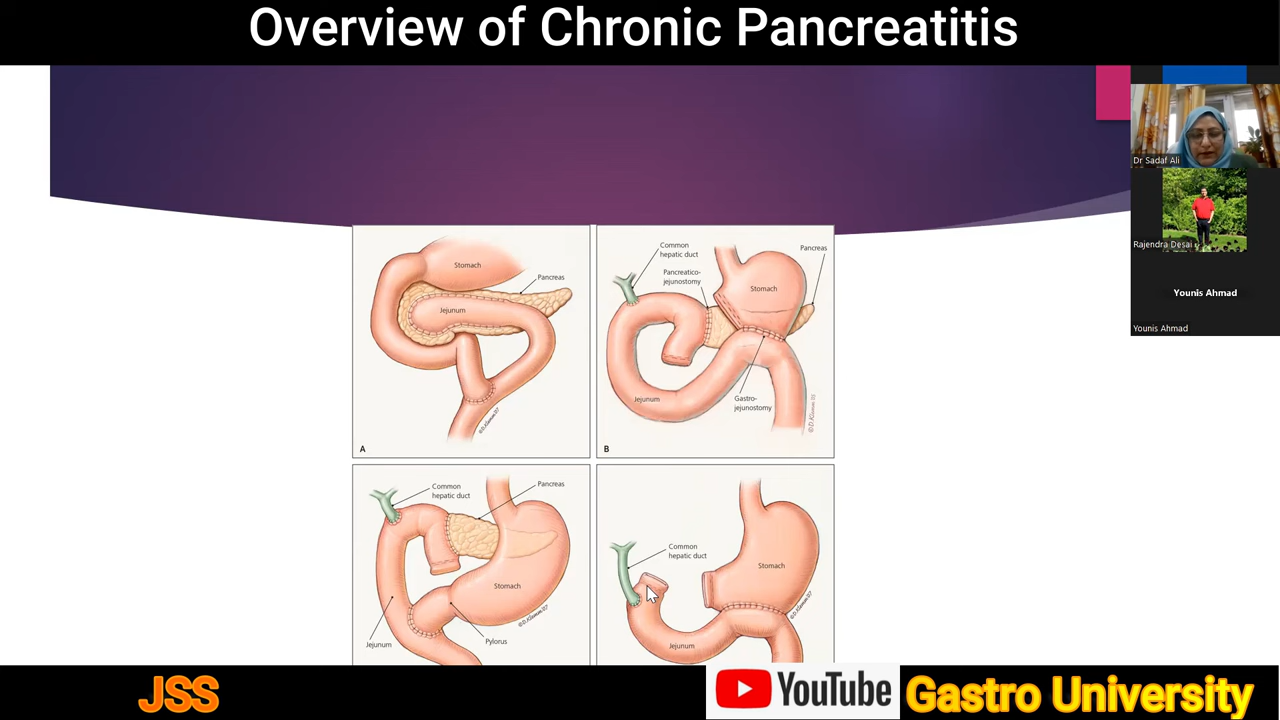 Overview of Chronic Pancreatitis
Dr Sadaf Ali
Rajendra Desai
Younis Ahmad
Younis Ahmad
Stomach
Pancreas
Jejunum
A
Common
hepatic duct
Pancreatico-
jejunostomy
Pancreas
Stomach
Jejunum
Gastro-
jejunostomy
B
Common
hepatic duct
Pancreas
Stomach
Jejunum
Pylorus
Common
hepatic duct
Stomach
Jejunum
JSS
YouTube
Gastro University